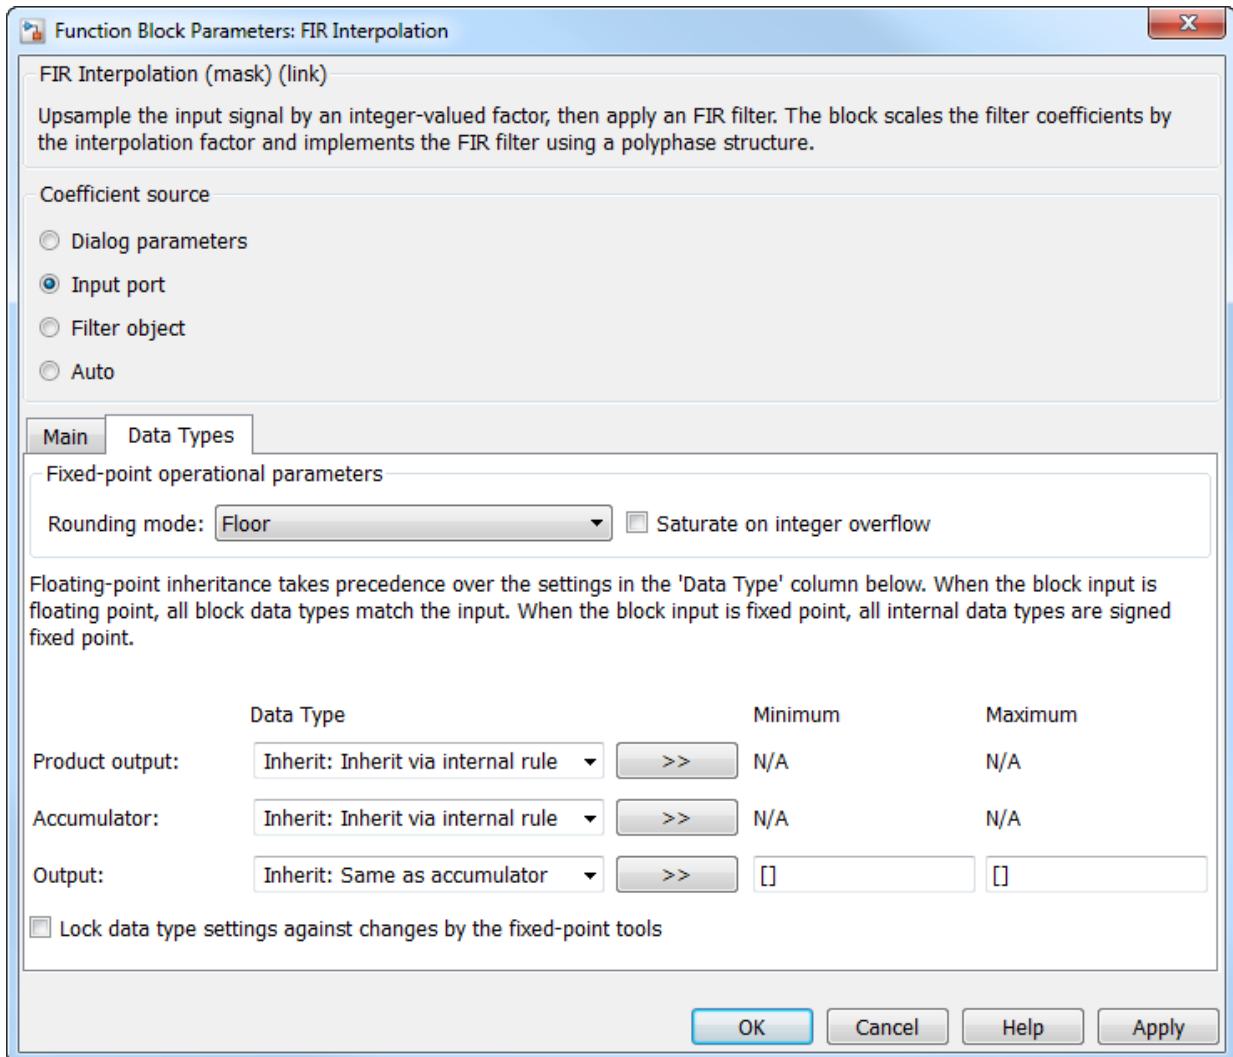 Function Block Parameters: FIR Interpolation
X
FIR Interpolation (mask) (link)
Upsample the input signal by an integer-valued factor, then apply an FIR filter. The block scales the filter coefficients by
the interpolation factor and implements the FIR filter using a polyphase structure.
Coefficient source
Dialog parameters
Input port
Filter object
Auto
Main Data Types
Fixed-point operational parameters
Rounding mode: Floor Saturate on integer overflow
Floating-point inheritance takes precedence over the settings in the 'Data Type' column below. When the block input is
floating point, all block data types match the input. When the block input is fixed point, all internal data types are signed
fixed point.
Data Type Minimum Maximum
Product output: Inherit: Inherit via internal rule >> N/A N/A
Accumulator: Inherit: Inherit via internal rule >> N/A N/A
Output: Inherit: Same as accumulator >> [] []
Lock data type settings against changes by the fixed-point tools
OK Cancel Help Apply